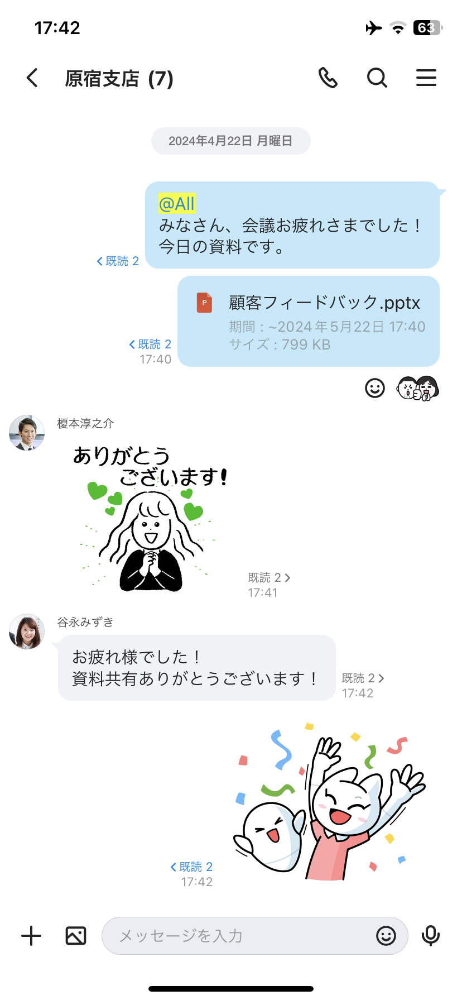 17:42
63
原宿支店 (7)
2024年4月22日 月曜日
@All
みなさん、会議お疲れさまでした！
今日の資料です。
既読 2
P
顧客フィードバック.pptx
期間 : ~2024年5月22日 17:40
サイズ : 799 KB
既読 2
17:40
榎本淳之介
ありがとう
ございます!
既読 2
17:41
谷永みずき
お疲れ様でした！
資料共有ありがとうございます！
既読 2
17:42
既読 2
17:42
メッセージを入力